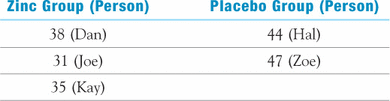 Zinc Group (Person) Placebo Group (Person)
38 (Dan) 44 (Hal)
31 (Joe) 47 (Zoe)
35 (Kay)